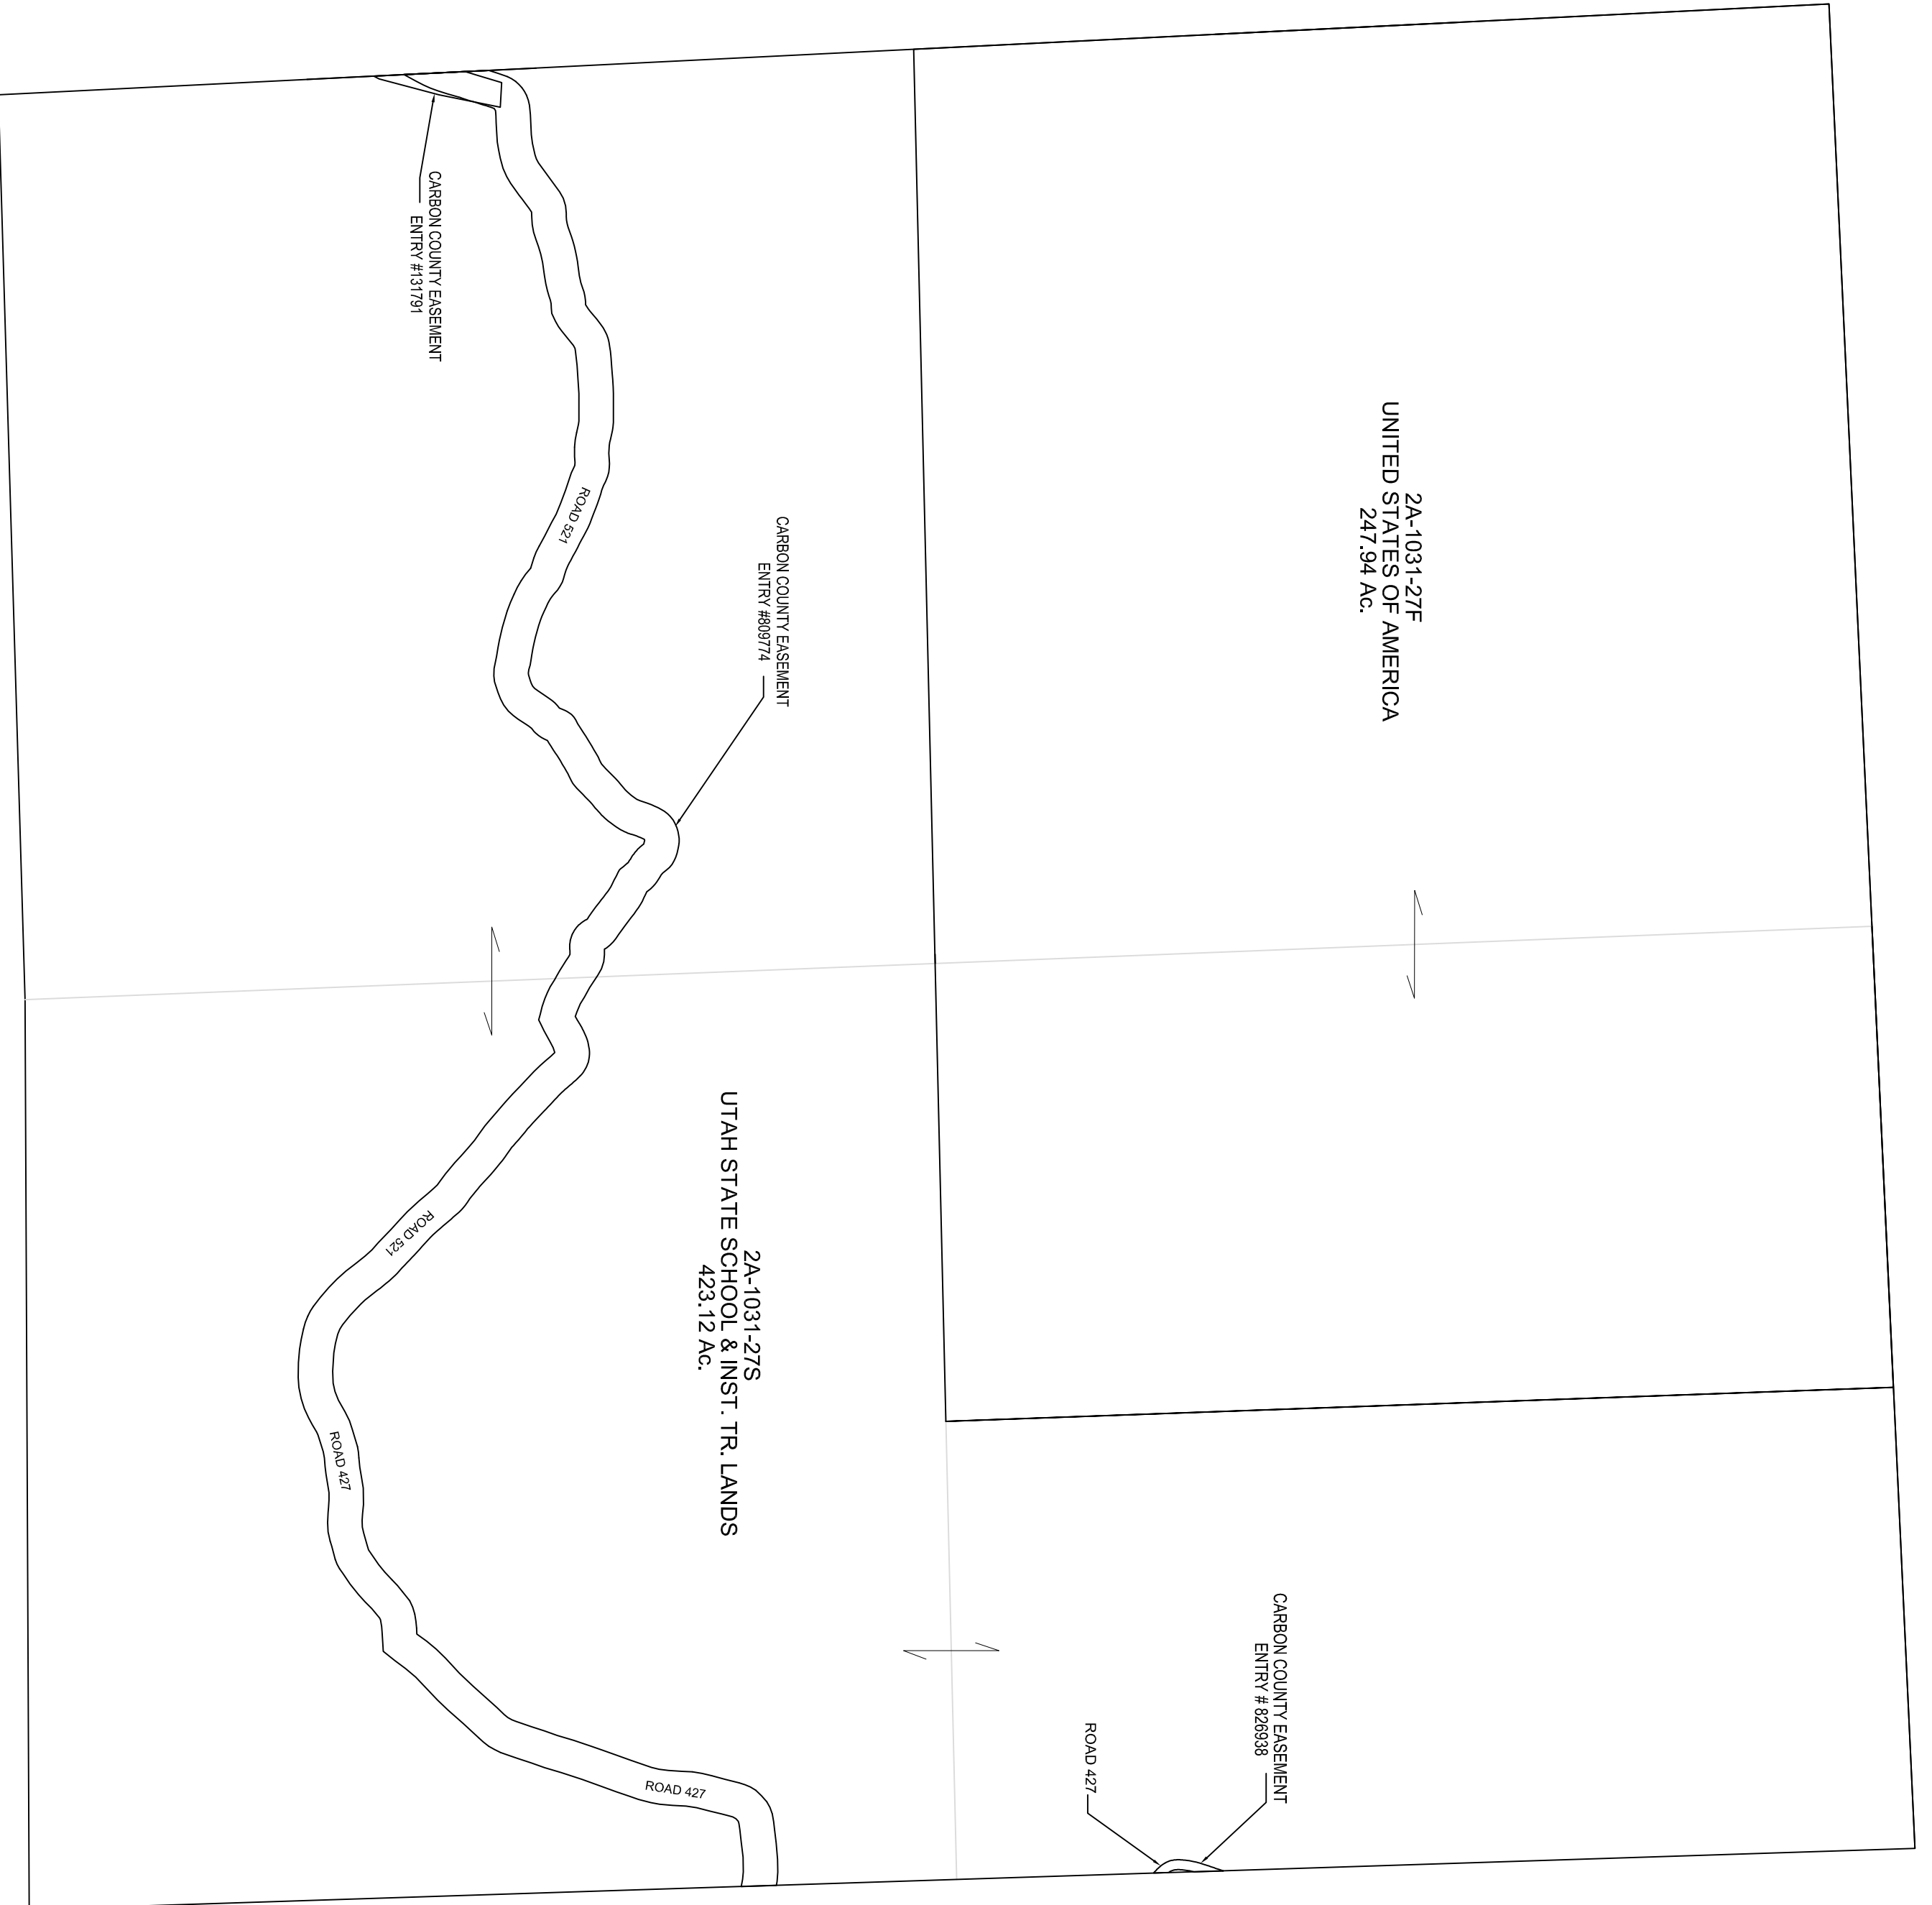 2A-1031-27F
UNITED STATES OF AMERICA
247.94 Ac.
CARBON COUNTY EASEMENT
ENTRY # 826938
ROAD 427
CARBON COUNTY EASEMENT
ENTRY #809774
2A-1031-27S
UTAH STATE SCHOOL & INST. TR. LANDS
423.12 Ac.
ROAD 427
ROAD 521
CARBON COUNTY EASEMENT
ENTRY #131791
ROAD 521
ROAD 427